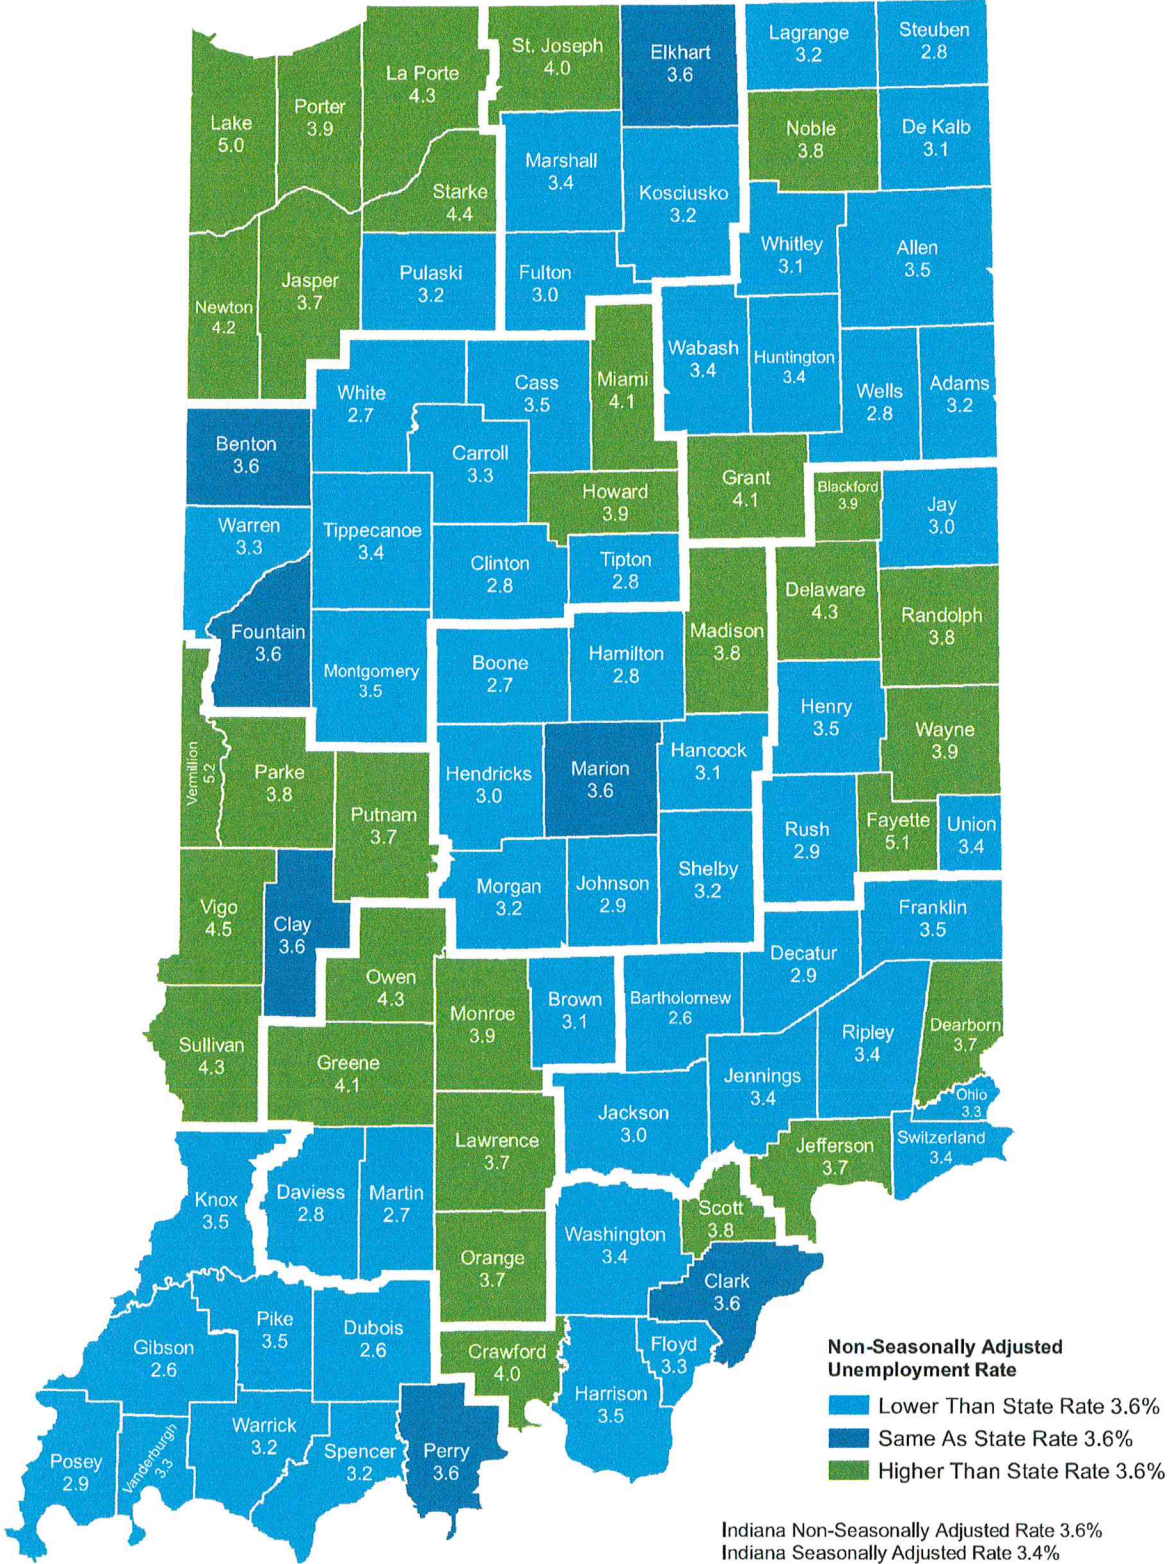 Lagrange
3.2
Steuben
2.8
St. Joseph
4.0
Elkhart
3.6
La Porte
4.3
Porter
3.9
Lake
5.0
Noble
3.8
De Kalb
3.1
Marshall
3.4
Starke
4.4
Kosciusko
3.2
Whitley
3.1
Allen
3.5
Pulaski
3.2
Fulton
3.0
Jasper
3.7
Newton
4.2
Wabash
3.4
Huntington
3.4
Miami
4.1
Cass
3.5
White
2.7
Wells
2.8
Adams
3.2
Benton
3.6
Carroll
3.3
Grant
4.1
Howard
3.9
Blackford
3.9
Jay
3.0
Warren
3.3
Tippecanoe
3.4
Clinton
2.8
Tipton
2.8
Delaware
4.3
Randolph
3.8
Fountain
3.6
Madison
3.8
Montgomery
3.5
Boone
2.7
Hamilton
2.8
Henry
3.5
Wayne
3.9
Vermillion
5.2
Parke
3.8
Hendricks
3.0
Marion
3.6
Hancock
3.1
Putnam
3.7
Rush
2.9
Fayette
5.1
Union
3.4
Morgan
3.2
Johnson
2.9
Shelby
3.2
Vigo
4.5
Clay
3.6
Franklin
3.5
Decatur
2.9
Owen
4.3
Monroe
3.9
Brown
3.1
Bartholomew
2.6
Ripley
3.4
Dearborn
3.7
Sullivan
4.3
Greene
4.1
Jennings
3.4
Ohio
3.3
Jackson
3.0
Lawrence
3.7
Jefferson
3.7
Switzerland
3.4
Knox
3.5
Daviess
2.8
Martin
2.7
Scott
3.8
Washington
3.4
Orange
3.7
Clark
3.6
Pike
3.5
Dubois
2.6
Gibson
2.6
Crawford
4.0
Floyd
3.3
Harrison
3.5
Warrick
3.2
Spencer
3.2
Perry
3.6
Posey
2.9
Vanderburgh
3.3
Non-Seasonally Adjusted
Unemployment Rate
Lower Than State Rate 3.6%
Same As State Rate 3.6%
Higher Than State Rate 3.6%
Indiana Non-Seasonally Adjusted Rate 3.6%
Indiana Seasonally Adjusted Rate 3.4%